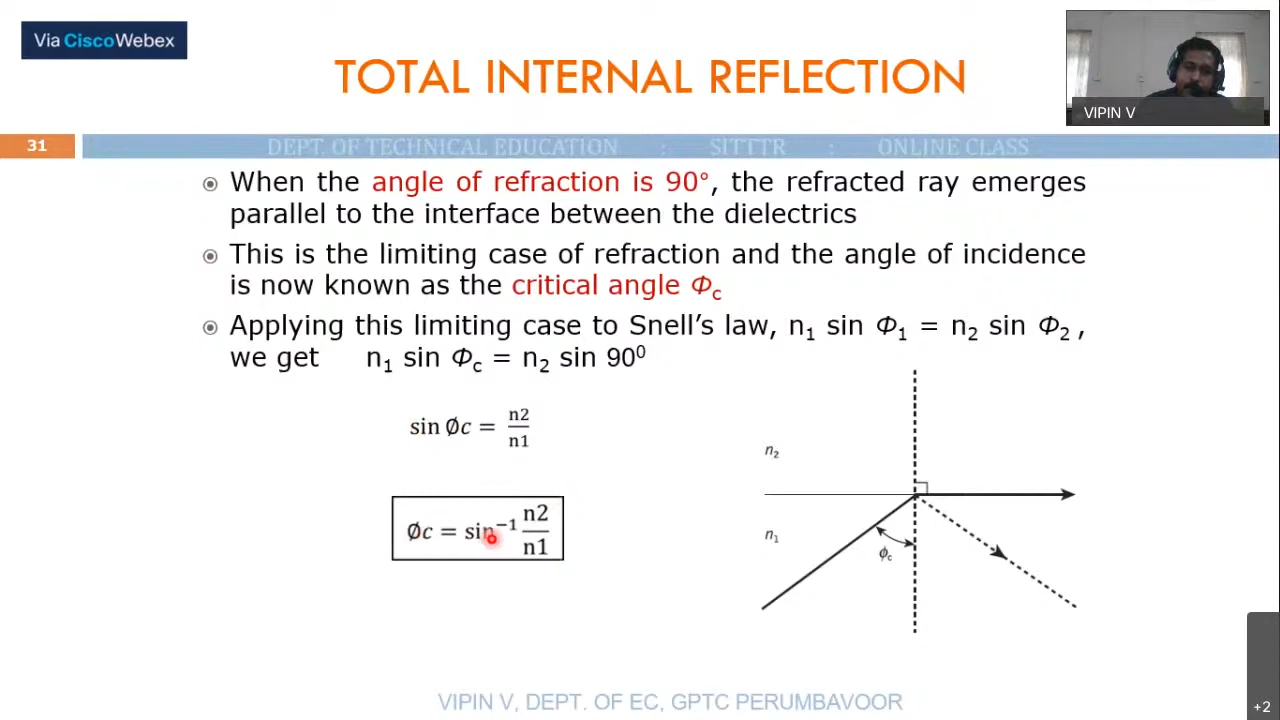 Via Cisco Webex
TOTAL INTERNAL REFLECTION
VIPIN V
31
DEPT. OF TECHNICAL EDUCATION : SITTTR : ONLINE CLASS
When the angle of refraction is 90°, the refracted ray emerges
parallel to the interface between the dielectrics
This is the limiting case of refraction and the angle of incidence
is now known as the critical angle Φc
Applying this limiting case to Snell's law, n1 sin Φ1 = n2 sin Φ2 ,
we get n1 sin Φc = n2 sin 90⁰
sin ∅c = n2/n1
∅c = sin⁻¹ n2/n1
n2
n1
ϕc
VIPIN V, DEPT. OF EC, GPTC PERUMBAVOOR
+2